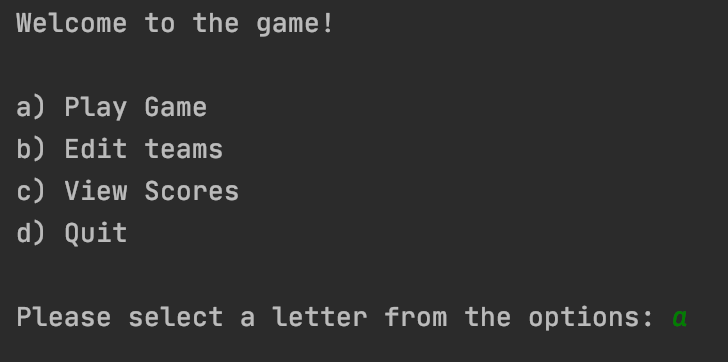 Welcome to the game!
a) Play Game
b) Edit teams
c) View Scores
d) Quit
Please select a letter from the options: a